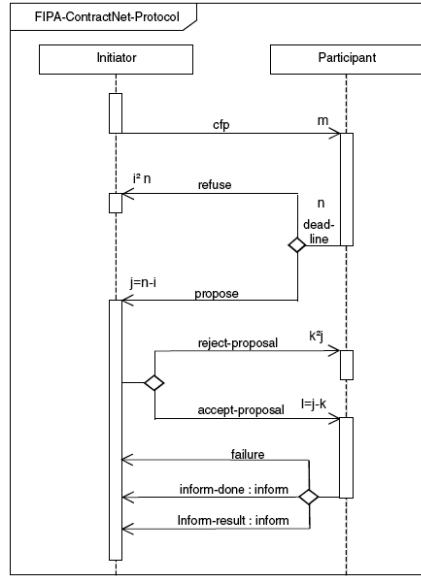 FIPA-ContractNet-Protocol
Initiator
Participant
cfp
m
i² n
refuse
n
dead-
line
j=n-i
propose
reject-proposal
k²j
accept-proposal
l=j-k
failure
inform-done : inform
Inform-result : inform